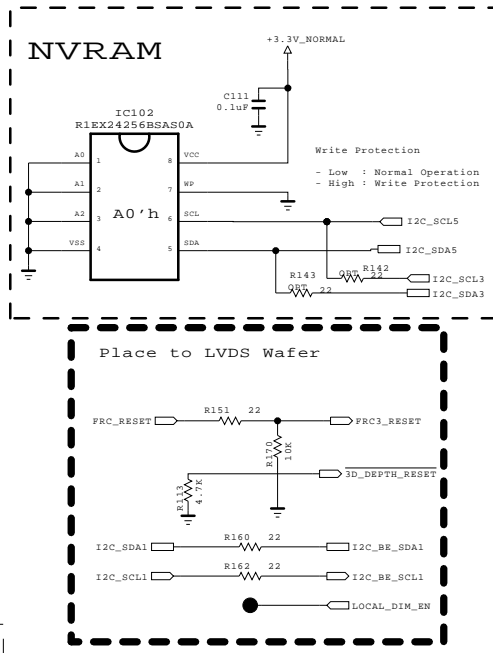 NVRAM
+3.3V_NORMAL
C111
0.1uF
IC102
R1EX24256BSAS0A
A0
1
8
VCC
A1
2
7
WP
A2
3
A0'h
6
SCL
VSS
4
5
SDA
Write Protection
- Low : Normal Operation
- High : Write Protection
I2C_SCL5
I2C_SDA5
R142
OPT 22
I2C_SCL3
R143
OPT 22
I2C_SDA3
Place to LVDS Wafer
FRC_RESET
R151 22
FRC3_RESET
R170
10K
3D_DEPTH_RESET
R113
4.7K
I2C_SDA1
R160 22
I2C_BE_SDA1
I2C_SCL1
R162 22
I2C_BE_SCL1
LOCAL_DIM_EN